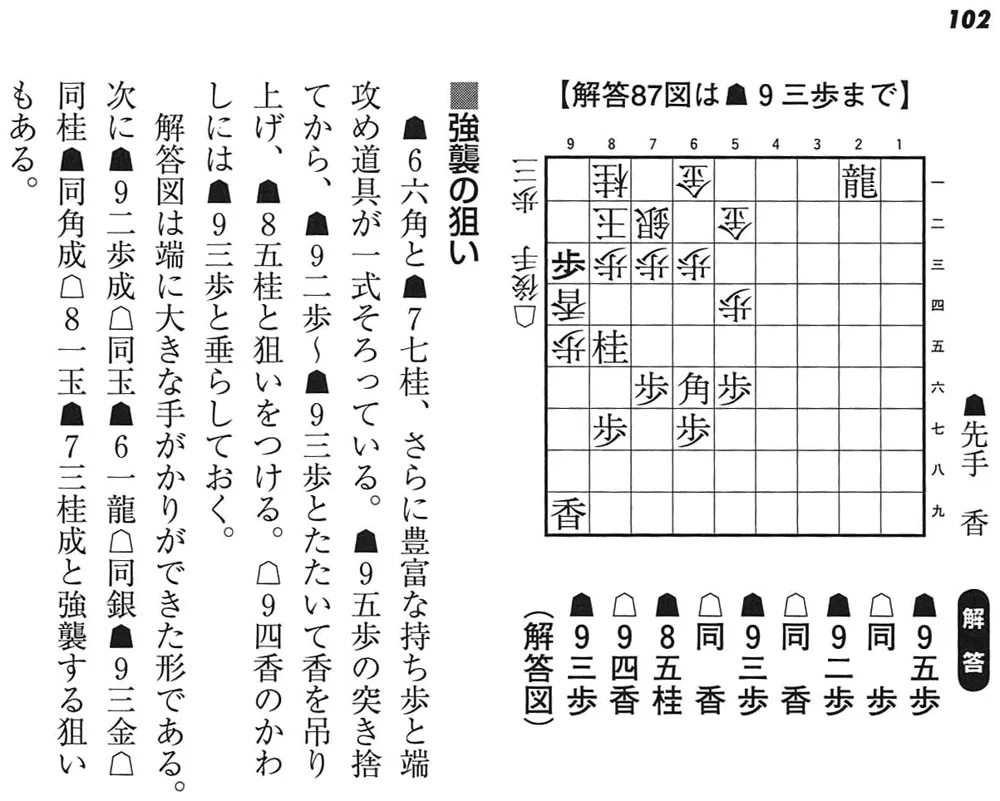 102
【解答87図は☗9三歩まで】
9 8 7 6 5 4 3 2 1
桂 金 龍 一
王 銀 金 二
歩 歩 歩 歩 三
香 歩 四
歩 桂 五
歩 角 歩 六
歩 歩 七
八
香 九
☖後手 歩三
☗先手 香
解答
☗9五歩
☖同 歩
☗9二歩
☖同 香
☗9三歩
☖同 香
☗8五桂
☖9四香
☗9三歩
(解答図)
■強襲の狙い
☗6六角と☗7七桂、さらに豊富な持ち歩と端
攻め道具が一式そろっている。☗9五歩の突き捨
てから、☗9二歩~☗9三歩とたたいて香を吊り
上げ、☗8五桂と狙いをつける。☖9四香のかわ
しには☗9三歩と垂らしておく。
解答図は端に大きな手がかりができた形である。
次に☗9二歩成☖同玉☗6一龍☖同銀☗9三金☖
同桂☗同角成☖8一玉☗7三桂成と強襲する狙い
もある。